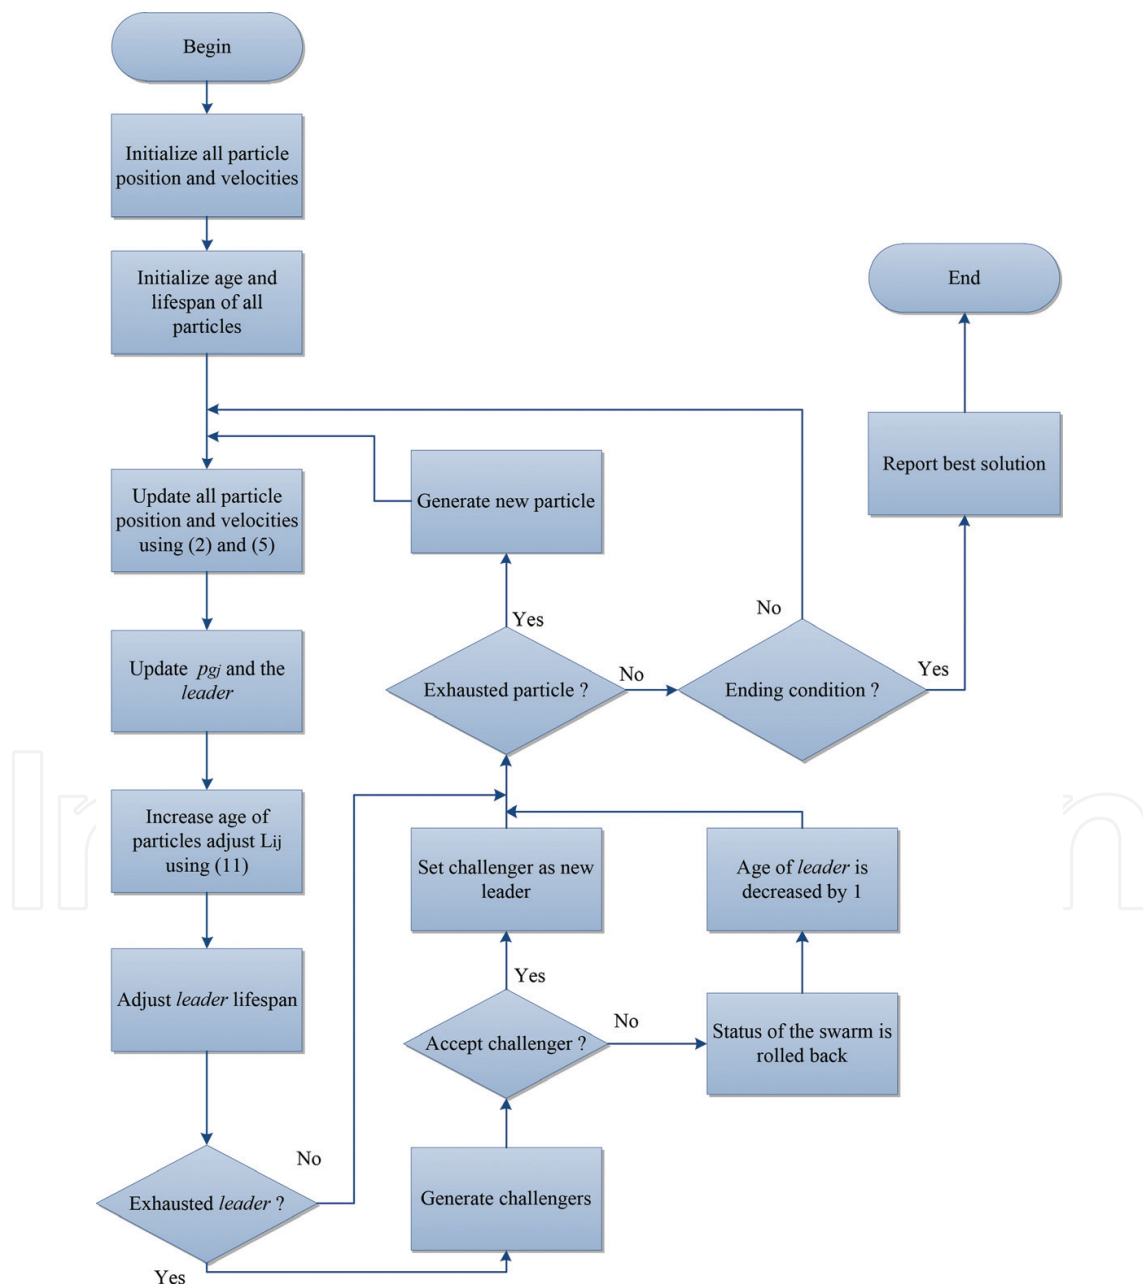 Begin
Initialize all particle
position and velocities
Initialize age and
lifespan of all
particles
Update all particle
position and velocities
using (2) and (5)
Update pgj and the
leader
Increase age of
particles adjust Lij
using (11)
Adjust leader lifespan
Exhausted leader ?
No
Yes
Generate challengers
Accept challenger ?
Yes
No
Set challenger as new
leader
Status of the swarm is
rolled back
Age of leader is
decreased by 1
Exhausted particle ?
Yes
No
Generate new particle
Ending condition ?
No
Yes
Report best solution
End